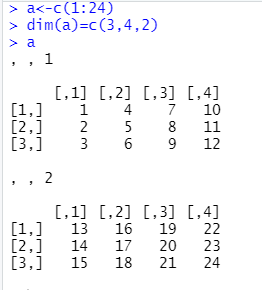 > a<-c(1:24)
> dim(a)=c(3,4,2)
> a
, , 1
     [,1] [,2] [,3] [,4]
[1,]    1    4    7   10
[2,]    2    5    8   11
[3,]    3    6    9   12
, , 2
     [,1] [,2] [,3] [,4]
[1,]   13   16   19   22
[2,]   14   17   20   23
[3,]   15   18   21   24